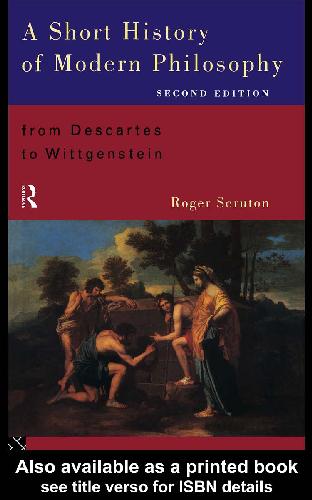 A Short History
of Modern Philosophy
SECOND EDITION
from Descartes
to Wittgenstein
R
Roger Scruton
Also available as a printed book
see title verso for ISBN details